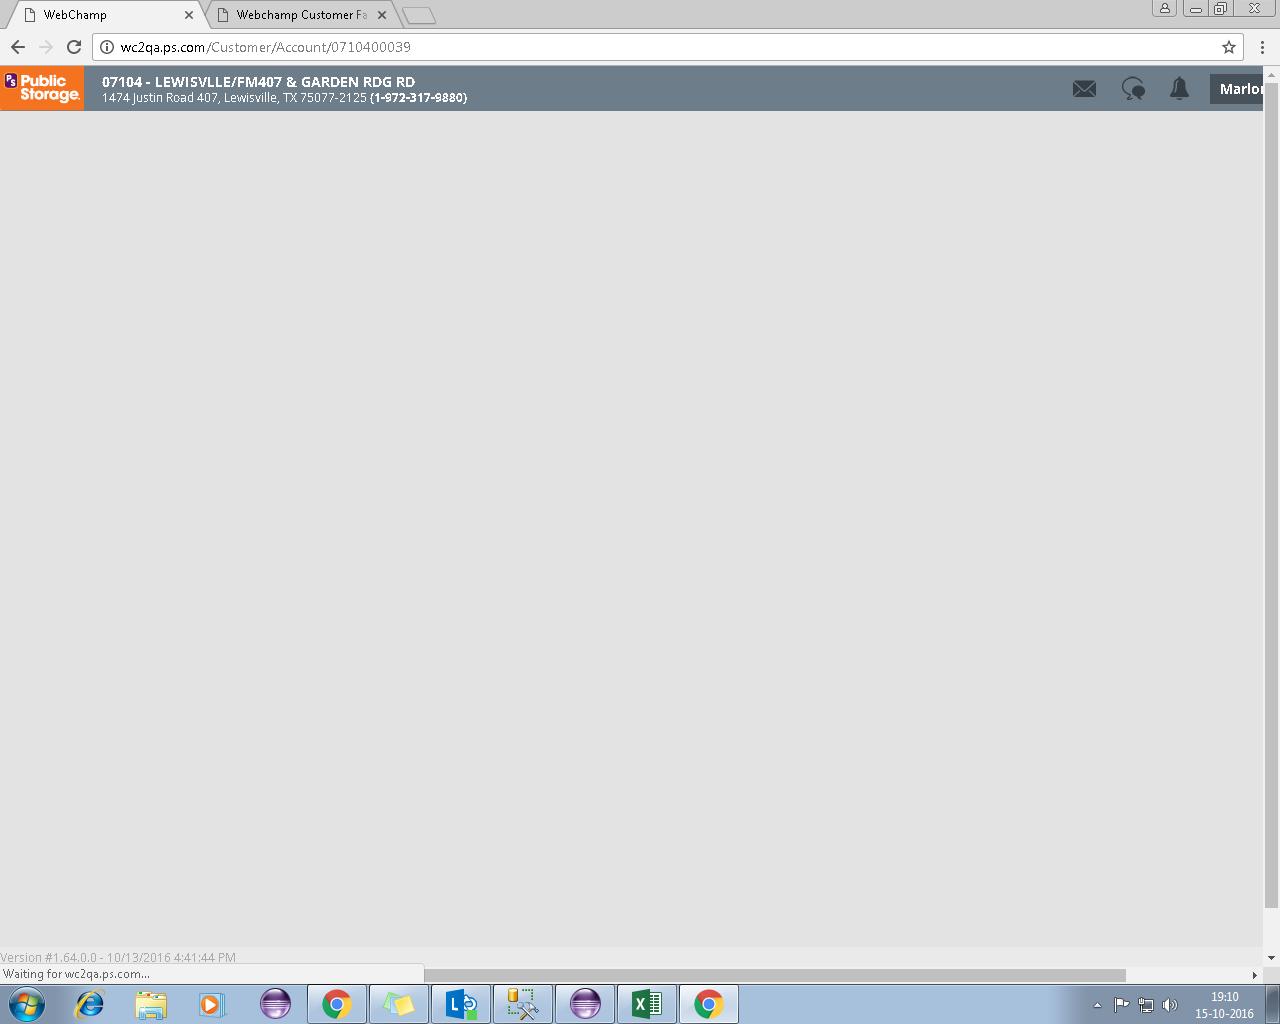 WebChamp
Webchamp Customer Fa
wc2qa.ps.com/Customer/Account/0710400039
PS Public
Storage.
07104 - LEWISVLLE/FM407 & GARDEN RDG RD
1474 Justin Road 407, Lewisville, TX 75077-2125 (1-972-317-9880)
Marlon
Version #1.64.0.0 - 10/13/2016 4:41:44 PM
Waiting for wc2qa.ps.com...
19:10
15-10-2016